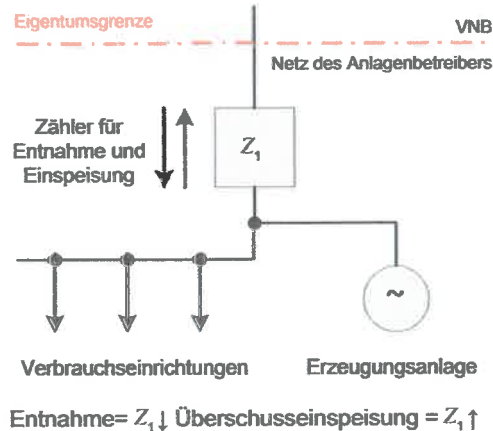 Eigentumsgrenze
VNB
Netz des Anlagenbetreibers
Zähler für
Entnahme und
Einspeisung
Z₁
~
Verbrauchseinrichtungen
Erzeugungsanlage
Entnahme= Z₁↓ Überschusseinspeisung = Z₁↑